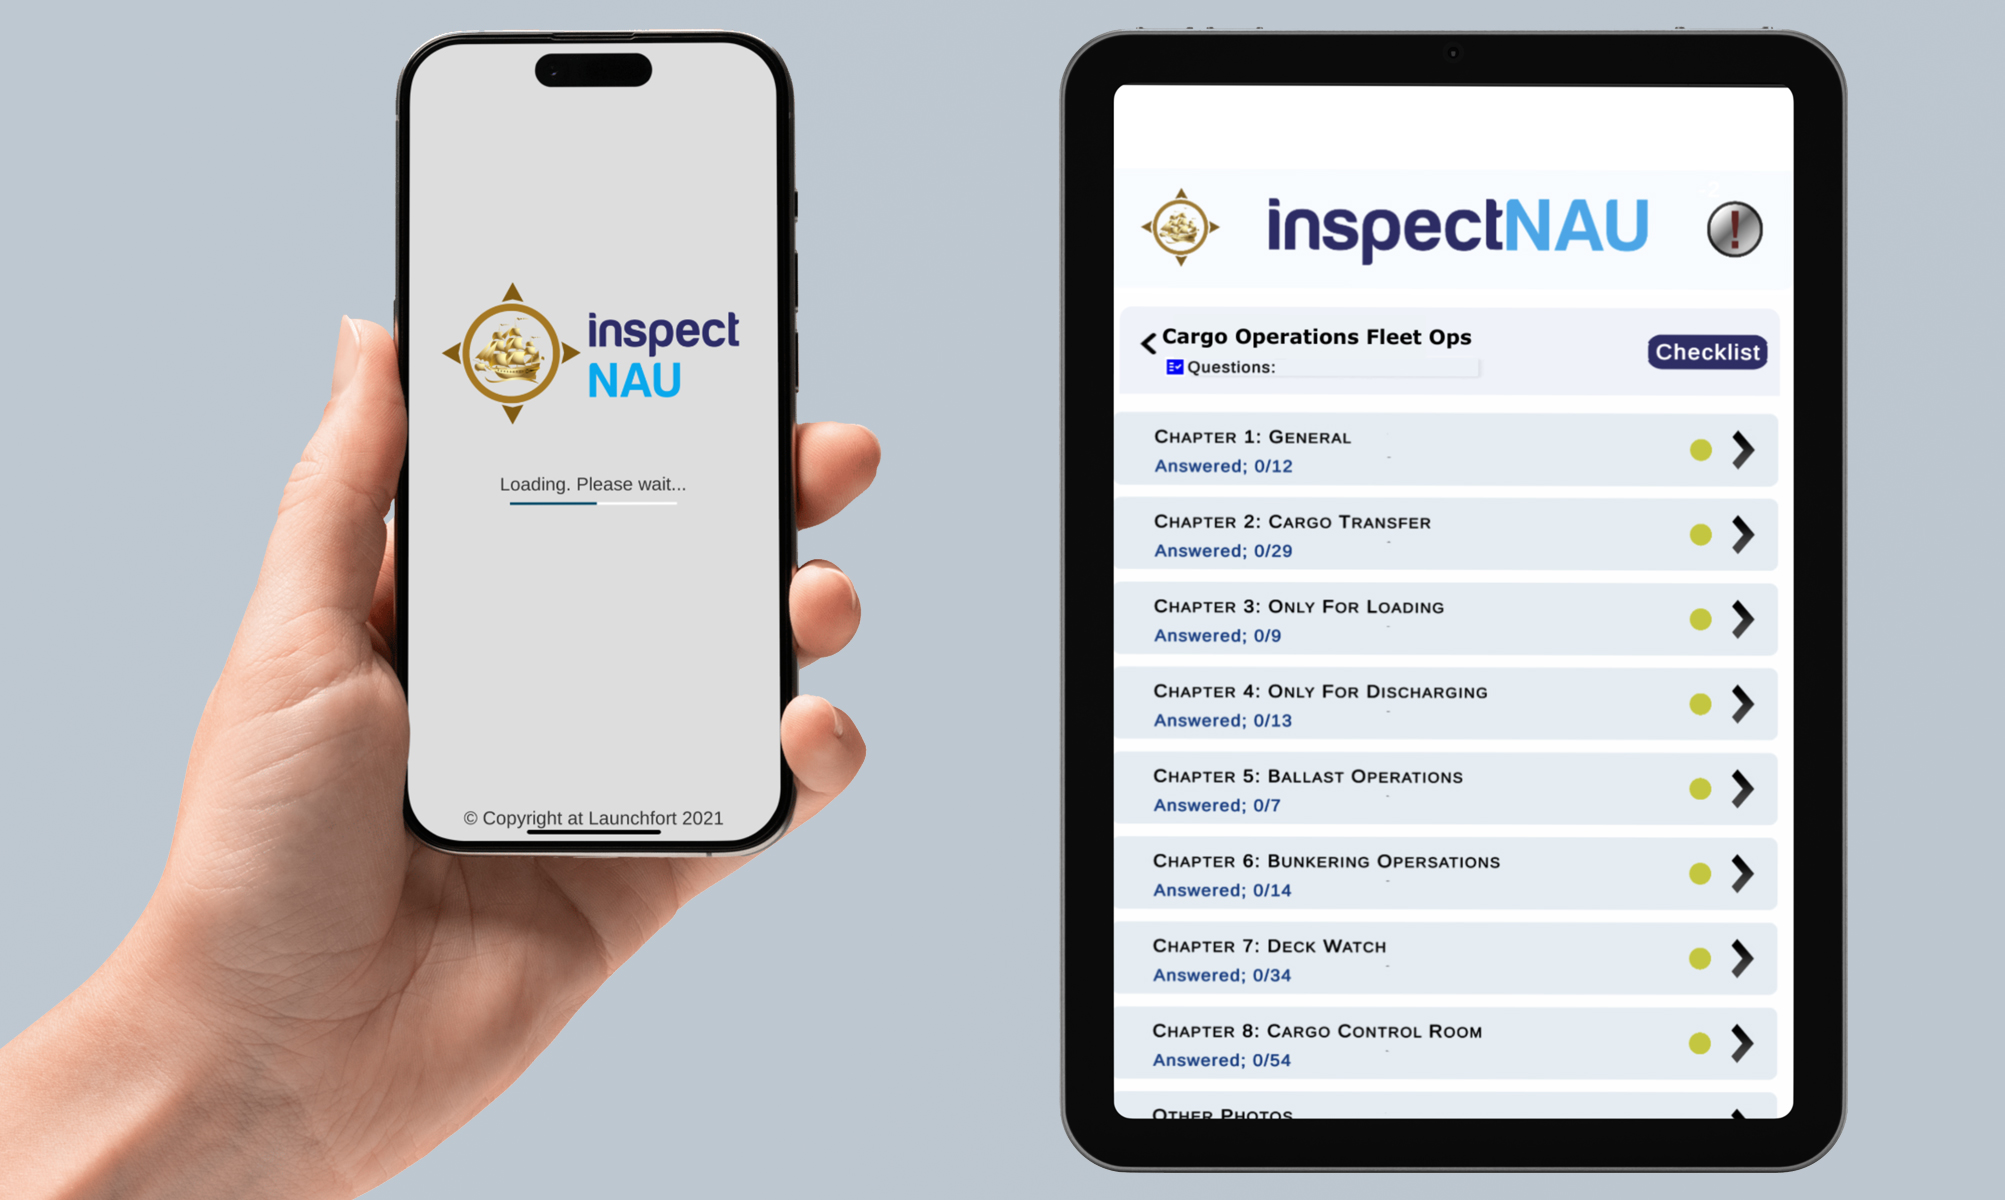 inspect
NAU
Loading. Please wait...
© Copyright at Launchfort 2021
inspectNAU
Cargo Operations Fleet Ops
Questions:
Checklist
CHAPTER 1: GENERAL
Answered; 0/12
CHAPTER 2: CARGO TRANSFER
Answered; 0/29
CHAPTER 3: ONLY FOR LOADING
Answered; 0/9
CHAPTER 4: ONLY FOR DISCHARGING
Answered; 0/13
CHAPTER 5: BALLAST OPERATIONS
Answered; 0/7
CHAPTER 6: BUNKERING OPERSATIONS
Answered; 0/14
CHAPTER 7: DECK WATCH
Answered; 0/34
CHAPTER 8: CARGO CONTROL ROOM
Answered; 0/54
OTHER PHOTOS